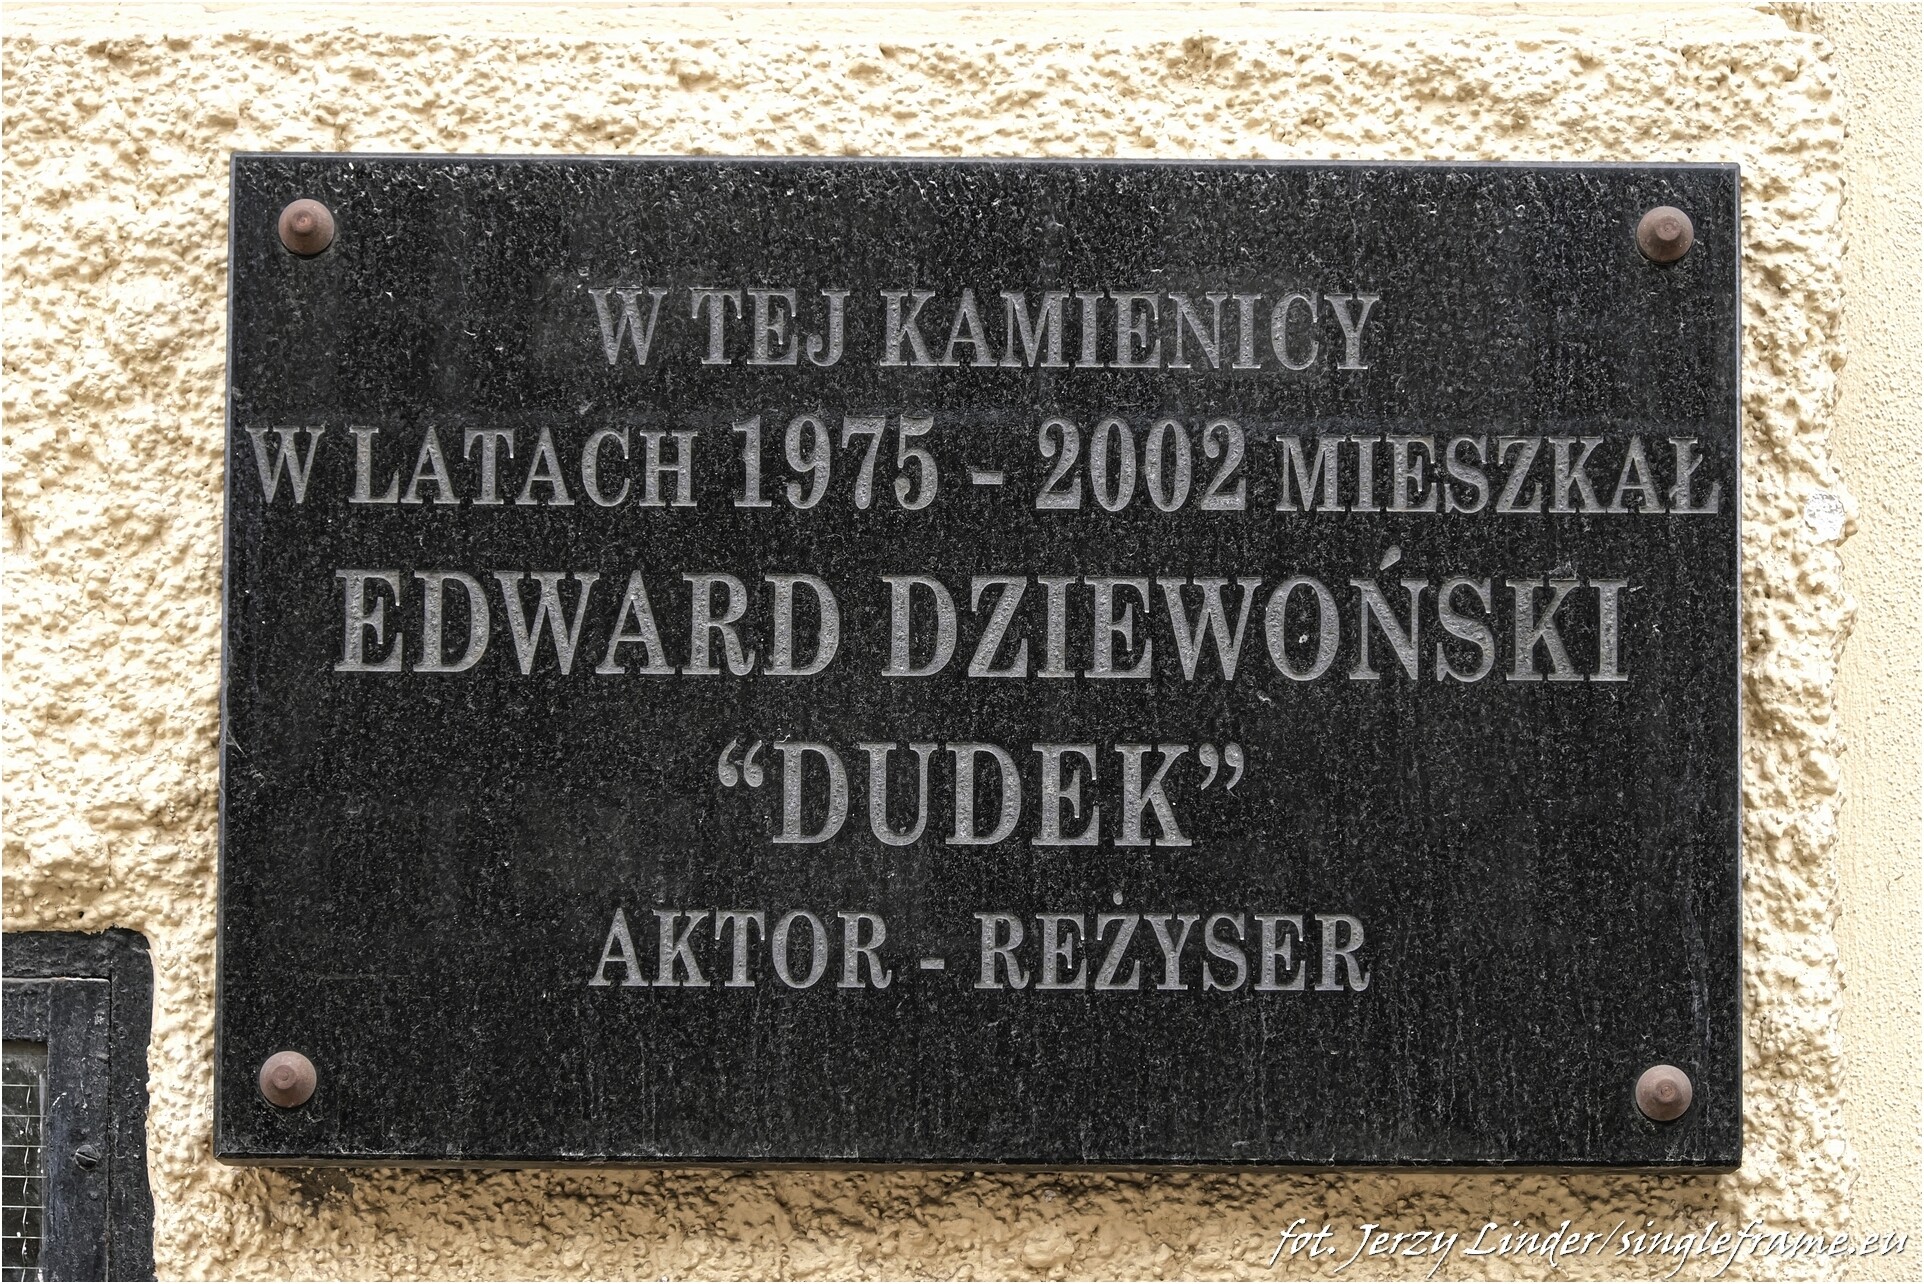 W TEJ KAMIENICY
W LATACH 1975 - 2002 MIESZKAŁ
EDWARD DZIEWOŃSKI
“DUDEK”
AKTOR - REŻYSER
fot. Jerzy Linder/singleframe.eu